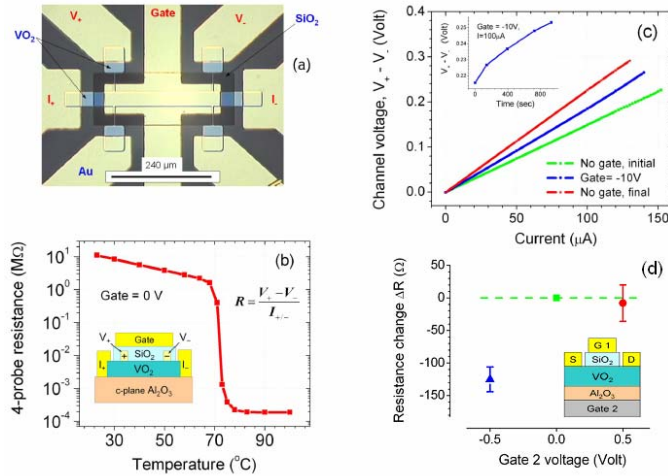 V₊
Gate
V₋
SiO₂
VO₂
(a)
I₊
I₋
Au
240 μm
Channel voltage, V₊ - V₋ (Volt)
0.4
0.3
0.2
0.1
0.0
0
50
100
150
Current (μA)
(c)
V₊ - V₋ (Volt)
0.25
0.24
0.23
0.22
0
400
800
Time (sec)
Gate = -10V,
I=100μA
No gate, initial
Gate= -10V
No gate, final
4-probe resistance (MΩ)
10¹
10⁰
10⁻¹
10⁻²
10⁻³
10⁻⁴
30
40
50
60
70
80
90
100
Temperature (°C)
(b)
Gate = 0 V
R = V₊ − V₋ / I₊/₋
Gate
V₊
V₋
+ SiO₂ −
I₊
I₋
VO₂
c-plane Al₂O₃
Resistance change ΔR (Ω)
50
0
-50
-100
-150
-0.5
0.0
0.5
Gate 2 voltage (Volt)
(d)
G 1
S SiO₂ D
VO₂
Al₂O₃
Gate 2